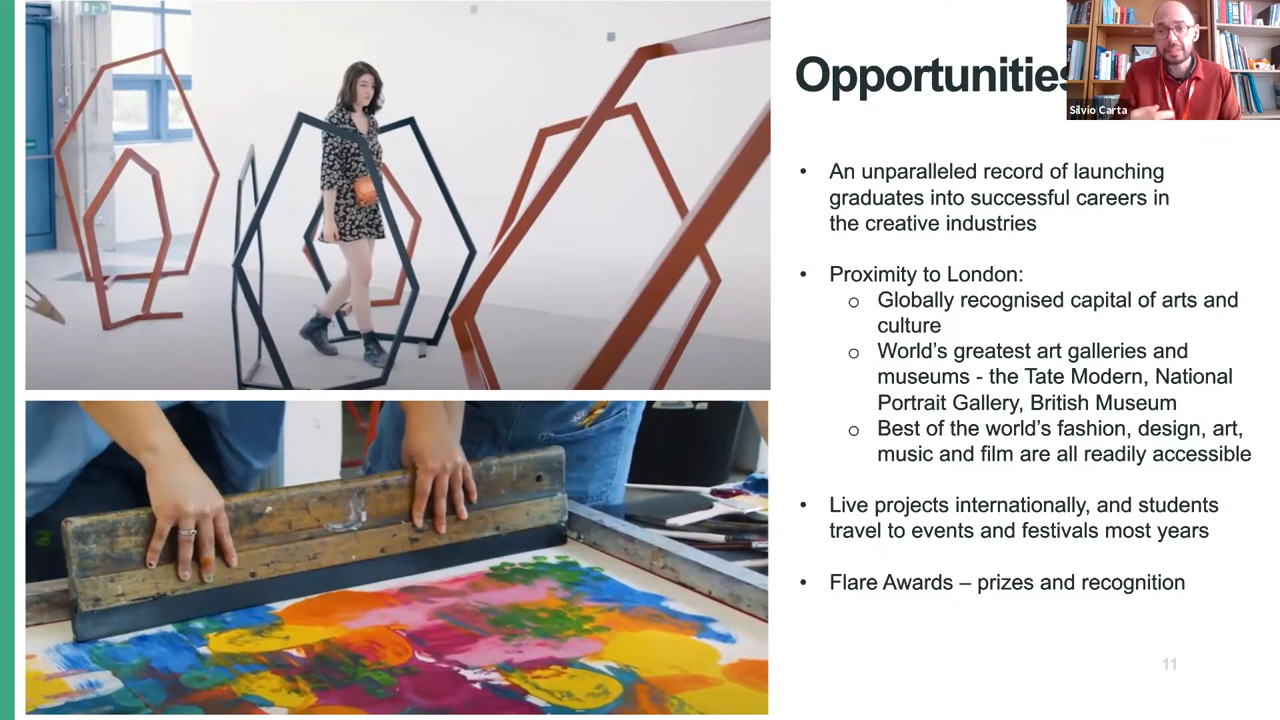 Opportunities
Silvio Carta
• An unparalleled record of launching
graduates into successful careers in
the creative industries
• Proximity to London:
o Globally recognised capital of arts and
culture
o World’s greatest art galleries and
museums - the Tate Modern, National
Portrait Gallery, British Museum
o Best of the world’s fashion, design, art,
music and film are all readily accessible
• Live projects internationally, and students
travel to events and festivals most years
• Flare Awards – prizes and recognition
11